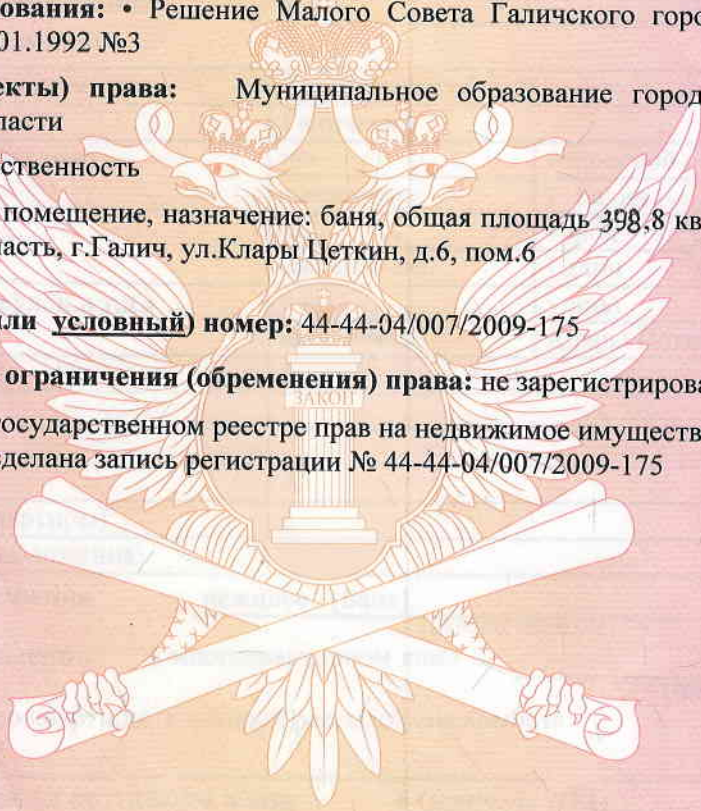 ования: • Решение Малого Совета Галичского горо
01.1992 №3
екты) права: Муниципальное образование город
ласти
ственность
помещение, назначение: баня, общая площадь 398,8 кв
ласть, г.Галич, ул.Клары Цеткин, д.6, пом.6
ли условный) номер: 44-44-04/007/2009-175
ограничения (обременения) права: не зарегистрирова
ЗАКОН
государственном реестре прав на недвижимое имуществ
сделана запись регистрации № 44-44-04/007/2009-175